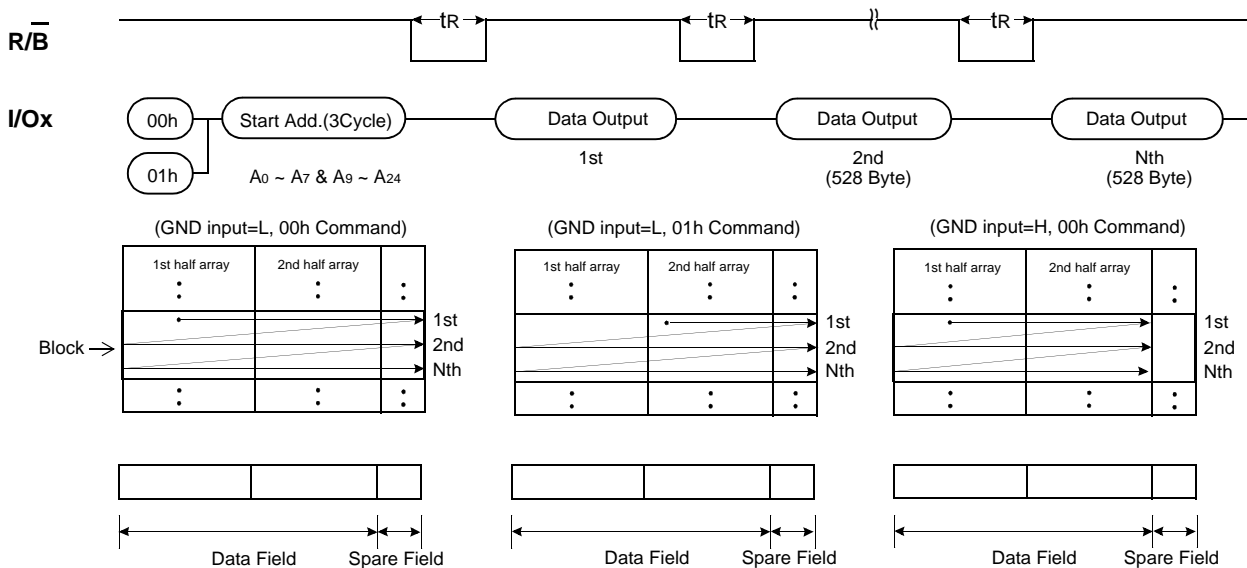 R/B tR tR tR
I/Ox 00h Start Add.(3Cycle) Data Output Data Output Data Output
01h A0 ~ A7 & A9 ~ A24 1st 2nd Nth
(528 Byte) (528 Byte)
(GND input=L, 00h Command) (GND input=L, 01h Command) (GND input=H, 00h Command)
1st half array 2nd half array 1st half array 2nd half array 1st half array 2nd half array
1st 1st 1st
Block 2nd 2nd 2nd
Nth Nth Nth
Data Field Spare Field Data Field Spare Field Data Field Spare Field